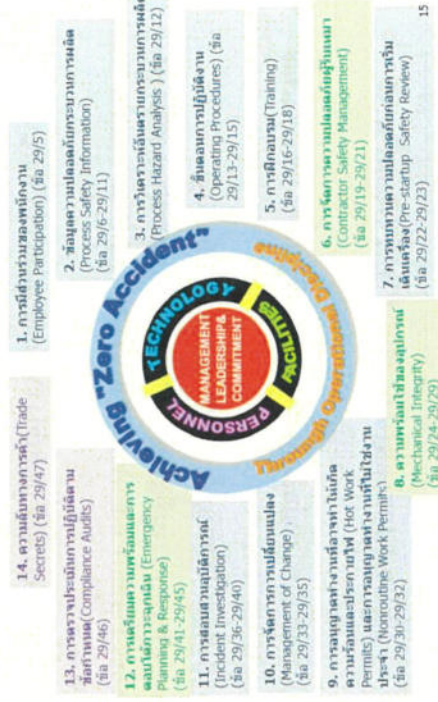 1. การมีส่วนร่วมของพนักงาน
(Employee Participation) (ข้อ 29/5)
2. ข้อมูลความปลอดภัยกระบวนการผลิต
(Process Safety Information)
(ข้อ 29/6-29/11)
3. การวิเคราะห์อันตรายกระบวนการผลิต
(Process Hazard Analysis ) (ข้อ 29/12)
4. ขั้นตอนการปฏิบัติงาน
(Operating Procedures) (ข้อ
29/13-29/15)
5. การฝึกอบรม(Training)
(ข้อ 29/16-29/18)
6. การจัดการความปลอดภัยผู้รับเหมา
(Contractor Safety Management)
(ข้อ 29/19-29/21)
7. การทบทวนความปลอดภัยก่อนการเริ่ม
เดินเครื่อง(Pre-startup Safety Review)
(ข้อ 29/22-29/23)
8. ความพร้อมใช้ของอุปกรณ์
(Mechanical Integrity)
(ข้อ 29/24-29/29)
9. การอนุญาตทำงานที่อาจทำให้เกิด
ความร้อนและประกายไฟ (Hot Work
Permits) และการอนุญาตทำงานที่ไม่ใช่งาน
ประจำ (Nonroutine Work Permits)
(ข้อ 29/30-29/32)
10. การจัดการการเปลี่ยนแปลง
(Management of Change)
(ข้อ 29/33-29/35)
11. การสอบสวนอุบัติการณ์
(Incident Investigation)
(ข้อ 29/36-29/40)
12. การเตรียมความพร้อมและการ
ตอบโต้ภาวะฉุกเฉิน (Emergency
Planning & Response)
(ข้อ 29/41-29/45)
13. การตรวจประเมินการปฏิบัติตาม
ข้อกำหนด(Compliance Audits)
(ข้อ 29/46)
14. ความลับทางการค้า(Trade
Secrets) (ข้อ 29/47)
Achieving "Zero Accident"
Through Operational Discipline
PERSONNEL
TECHNOLOGY
FACILITIES
MANAGEMENT
LEADERSHIP&
COMMITMENT
15